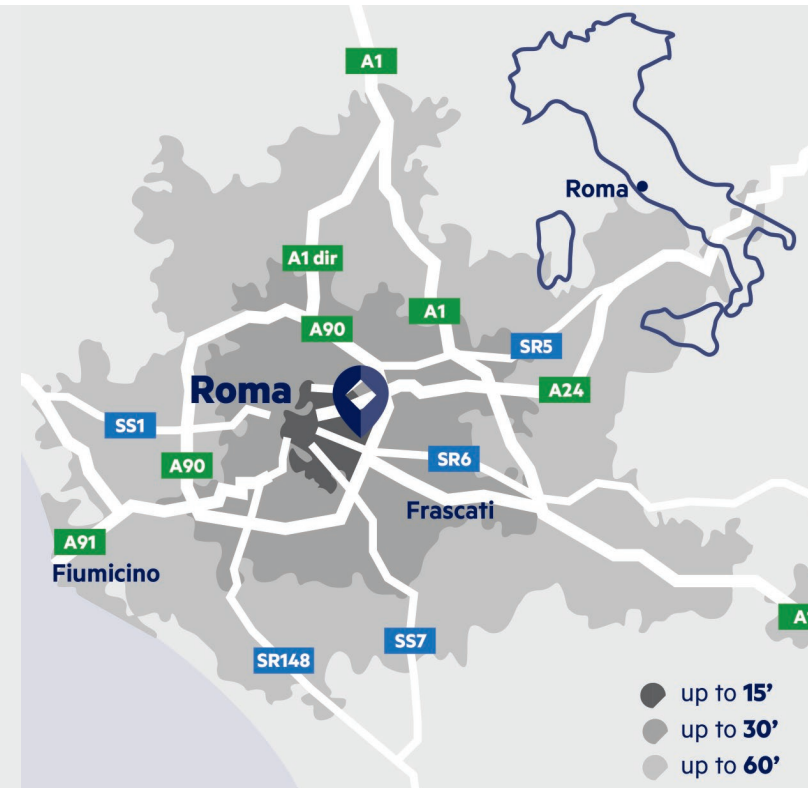 A1
Roma
A1 dir
A1
A90
SR5
Roma
A24
SS1
A90
SR6
Frascati
A91
Fiumicino
SS7
SR148
up to 15’
up to 30’
up to 60’